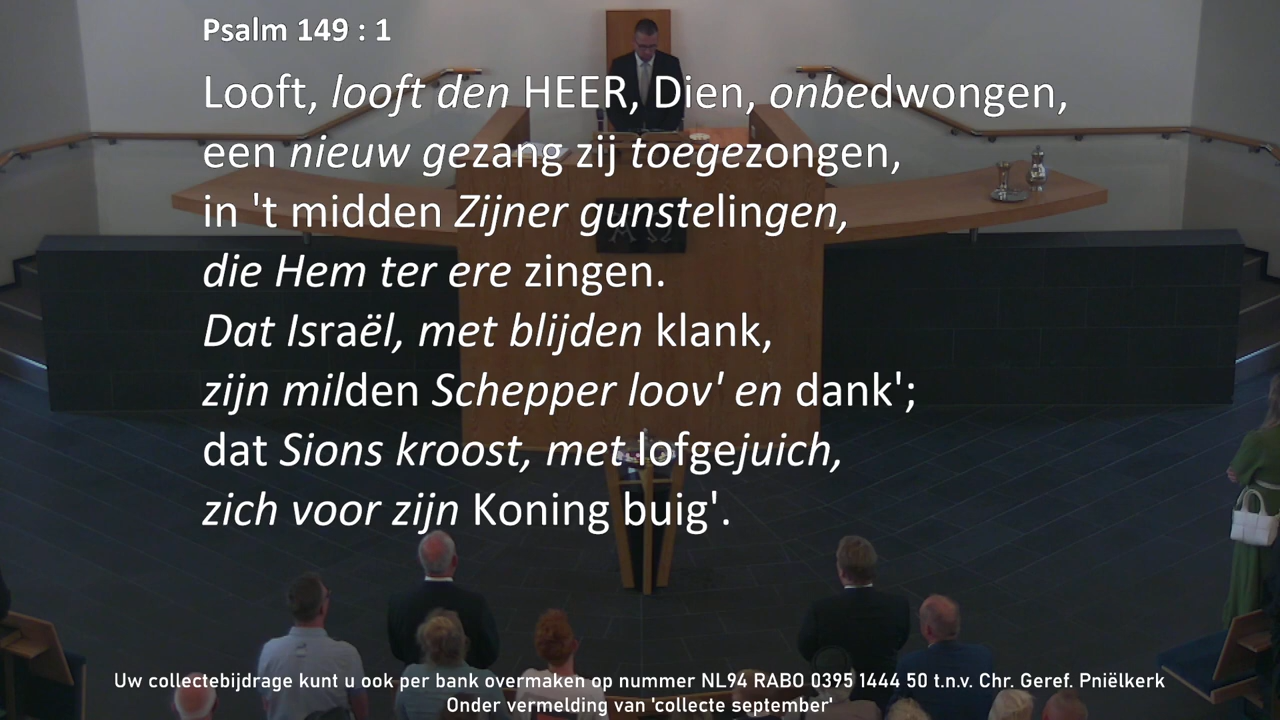 Psalm 149 : 1
Looft, looft den HEER, Dien, onbedwongen,
een nieuw gezang zij toegezongen,
in 't midden Zijner gunstelingen,
die Hem ter ere zingen.
Dat Israël, met blijden klank,
zijn milden Schepper loov' en dank';
dat Sions kroost, met lofgejuich,
zich voor zijn Koning buig'.
Uw collectebijdrage kunt u ook per bank overmaken op nummer NL94 RABO 0395 1444 50 t.n.v. Chr. Geref. Pniëlkerk
Onder vermelding van 'collecte september'